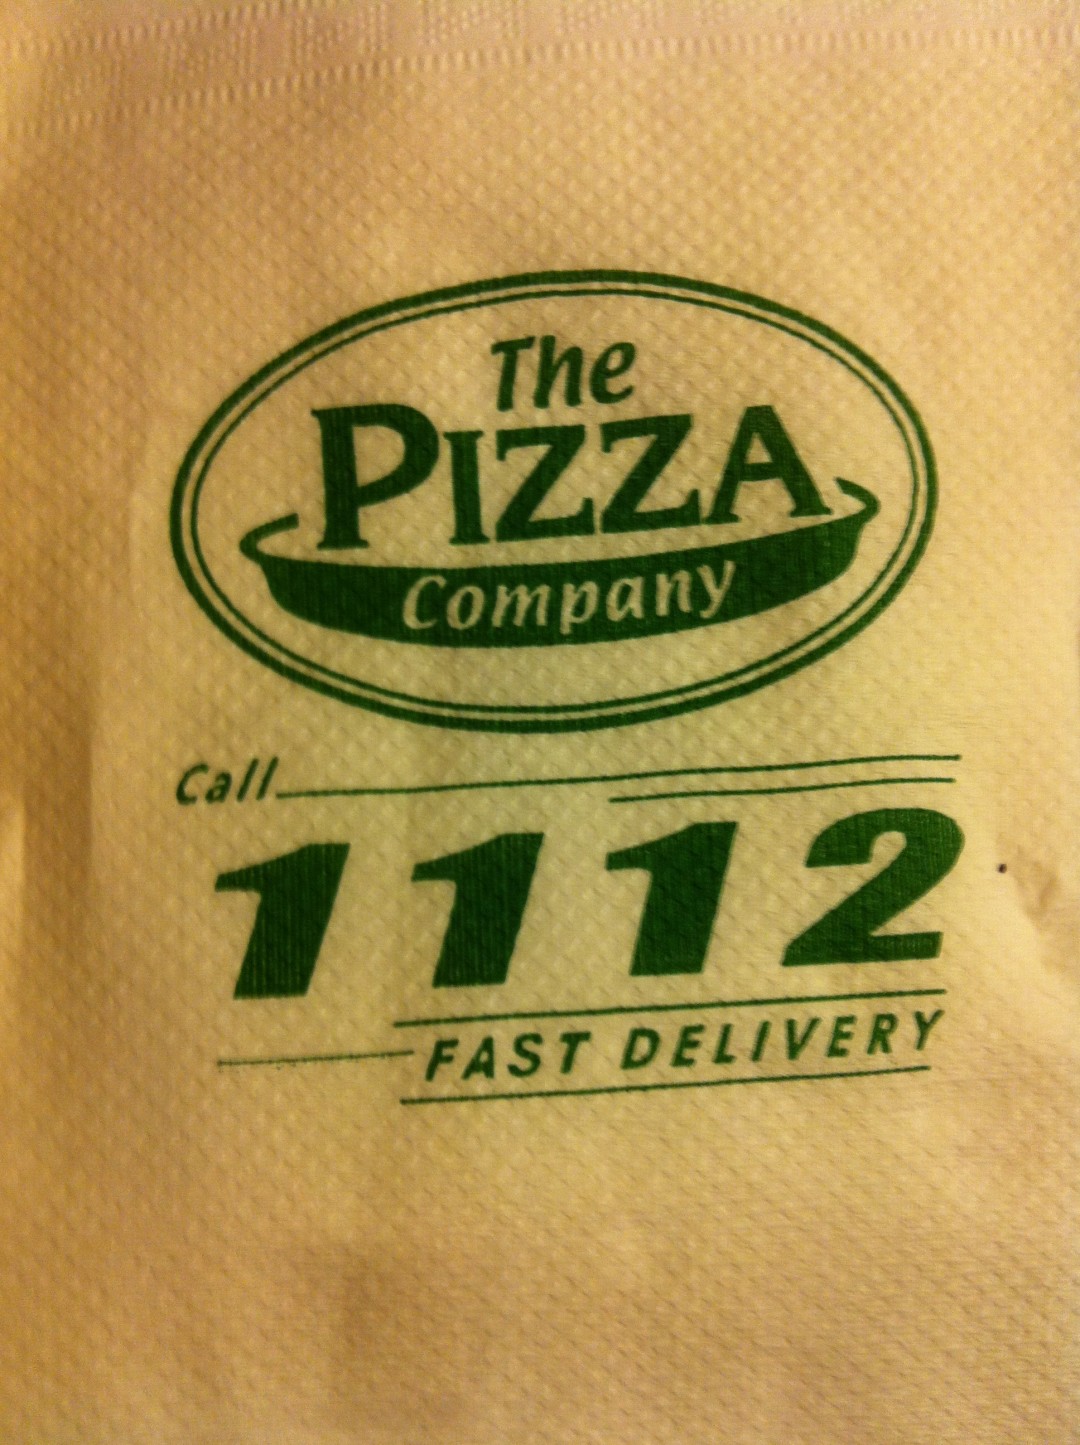 The
PIZZA
Company
Call
1112
FAST DELIVERY